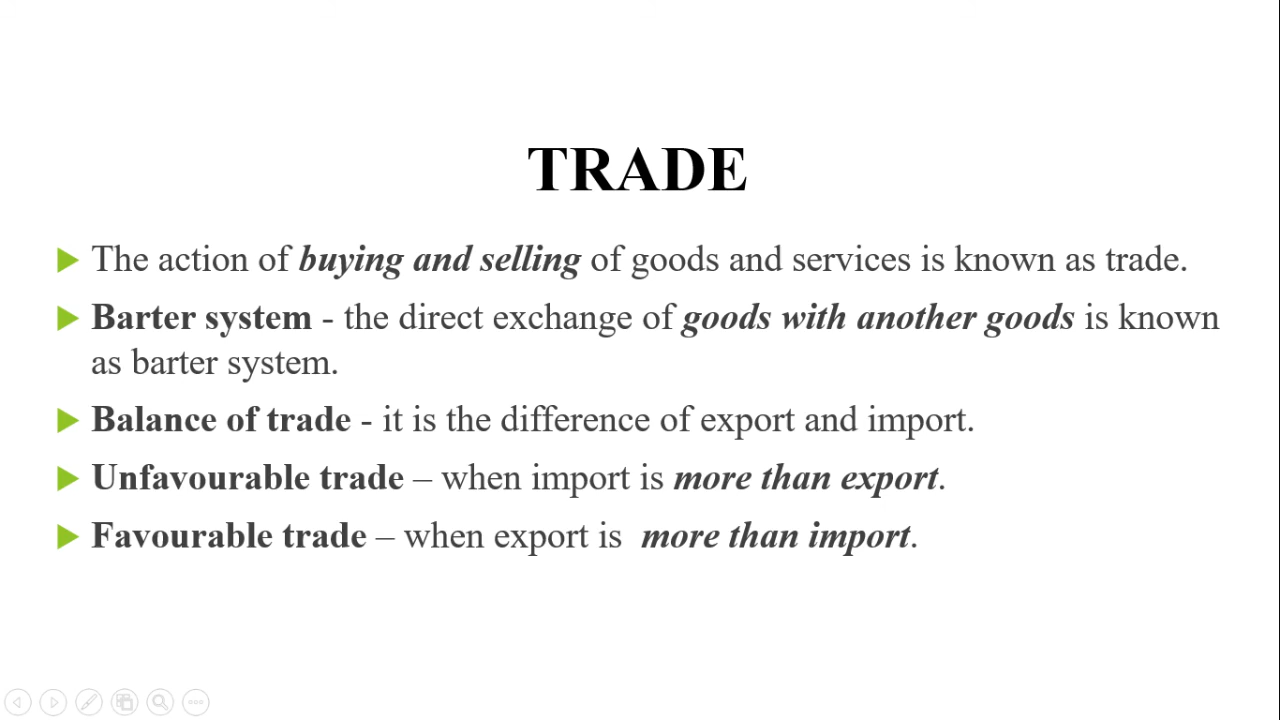 TRADE
The action of buying and selling of goods and services is known as trade.
Barter system - the direct exchange of goods with another goods is known
as barter system.
Balance of trade - it is the difference of export and import.
Unfavourable trade – when import is more than export.
Favourable trade – when export is  more than import.